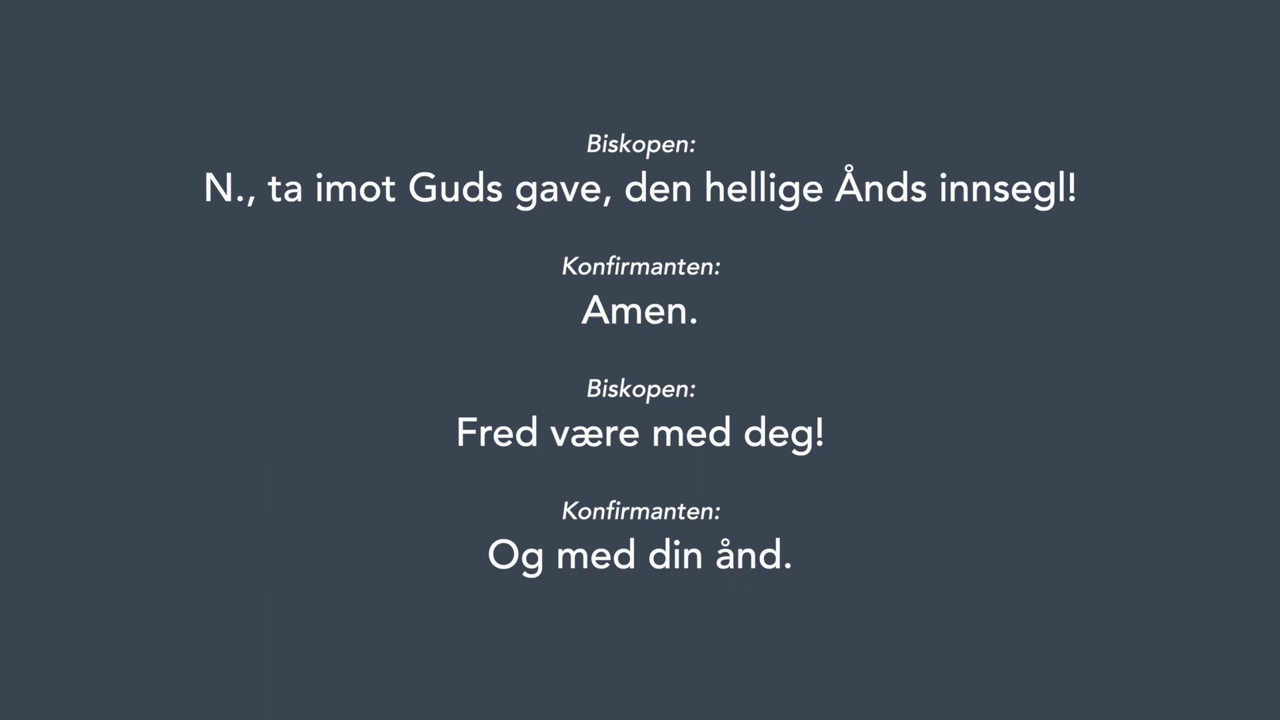 Biskopen:
N., ta imot Guds gave, den hellige Ånds innsegl!
Konfirmanten:
Amen.
Biskopen:
Fred være med deg!
Konfirmanten:
Og med din ånd.